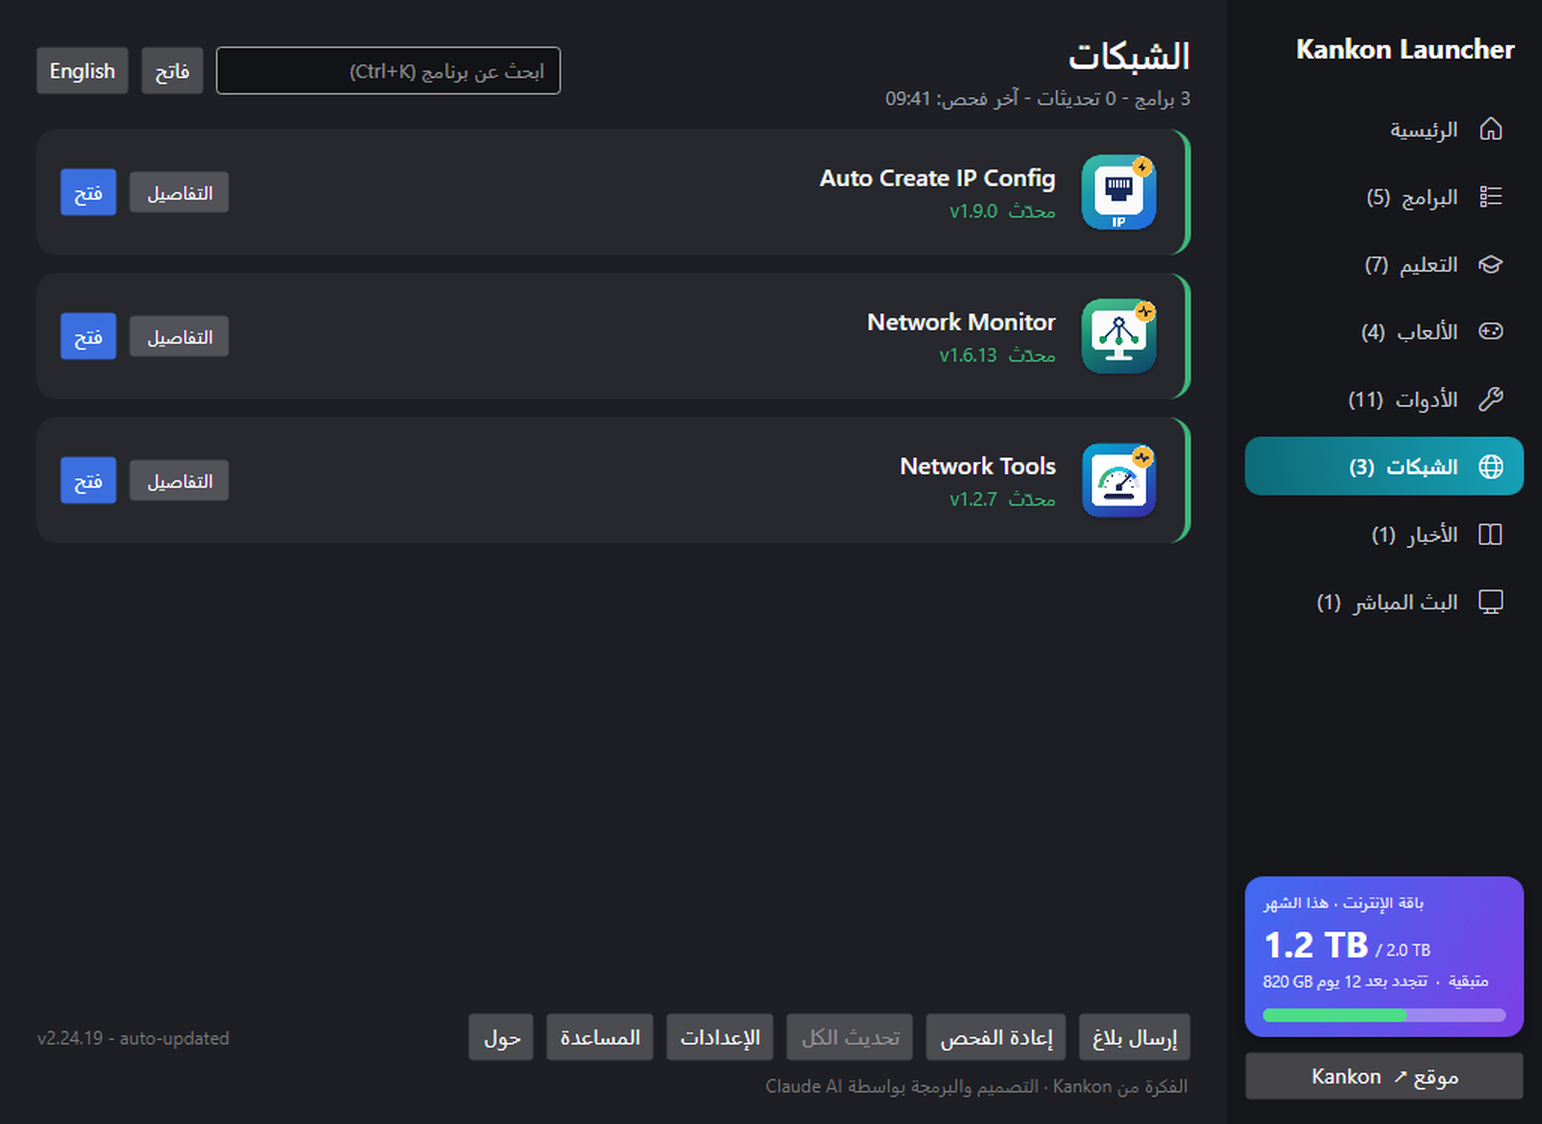 Kankon Launcher
الرئيسية
البرامج (5)
التعليم (7)
الألعاب (4)
الأدوات (11)
الشبكات (3)
الأخبار (1)
البث المباشر (1)
باقة الإنترنت · هذا الشهر
1.2 TB / 2.0 TB
820 GB متبقية · تتجدد بعد 12 يوم
موقع Kankon ↗
الشبكات
3 برامج - 0 تحديثات - آخر فحص: 09:41
ابحث عن برنامج (Ctrl+K)
فاتح
English
Auto Create IP Config
محدّث v1.9.0
IP
التفاصيل
فتح
Network Monitor
محدّث v1.6.13
التفاصيل
فتح
Network Tools
محدّث v1.2.7
التفاصيل
فتح
إرسال بلاغ
إعادة الفحص
تحديث الكل
الإعدادات
المساعدة
حول
v2.24.19 - auto-updated
الفكرة من Kankon · التصميم والبرمجة بواسطة Claude AI